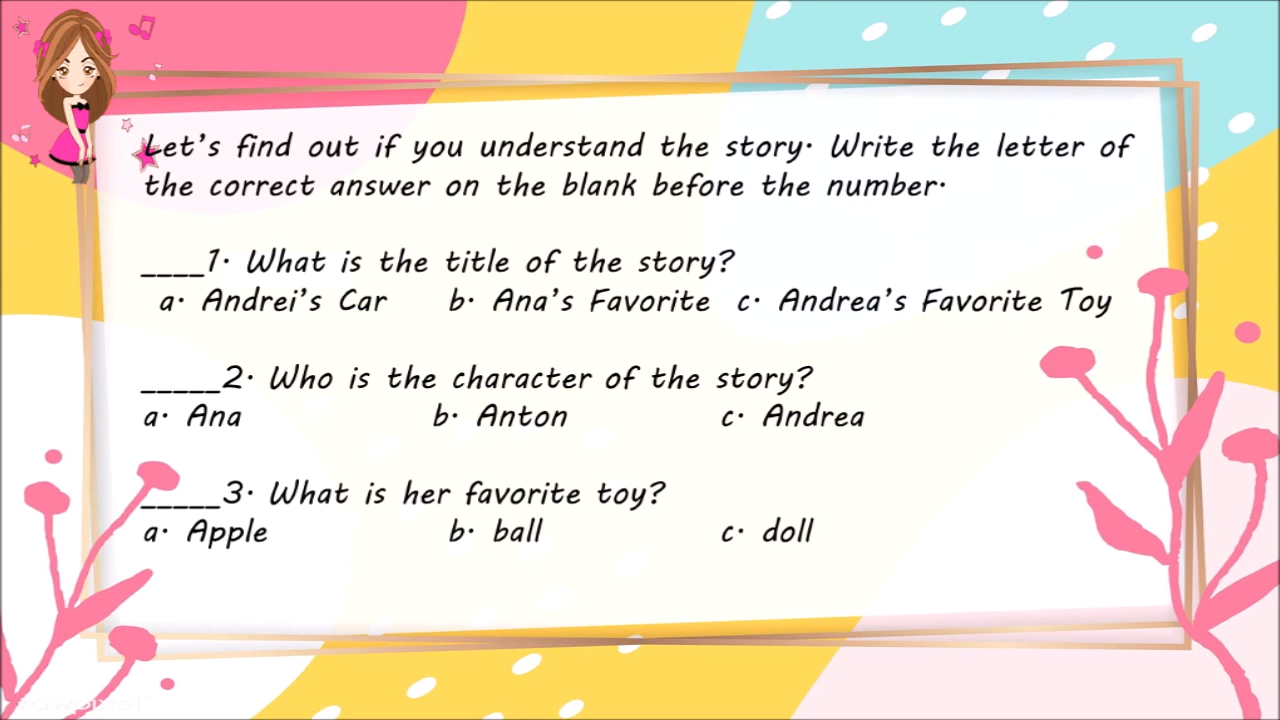 Let's find out if you understand the story. Write the letter of
the correct answer on the blank before the number.
____1. What is the title of the story?
a. Andrei's Car b. Ana's Favorite c. Andrea's Favorite Toy
_____2. Who is the character of the story?
a. Ana b. Anton c. Andrea
_____3. What is her favorite toy?
a. Apple b. ball c. doll